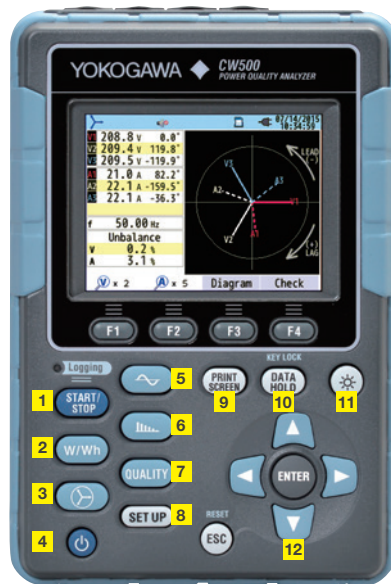 YOKOGAWA ◆ CW500
POWER QUALITY ANALYZER
02/14/2015
10:54:59
V1 208.8 V 0.0°
V2 209.4 V 119.8°
V3 209.5 V -119.9°
A1 21.0 A 82.2°
A2 22.1 A -159.5°
A3 22.1 A -36.3°
f 50.00 Hz
Unbalance
V 0.2 %
A 3.1 %
LEAD
(-)
V3
A3
A2
V1
V2
A1
(+)
LAG
V x 2
A x 5
Diagram
Check
F1
F2
F3
F4
Logging
KEY LOCK
1 START/STOP
5
PRINT SCREEN
9
DATA HOLD
10
11
2 W/Wh
6
3
QUALITY 7
ENTER
4
SET UP 8
RESET
ESC
12